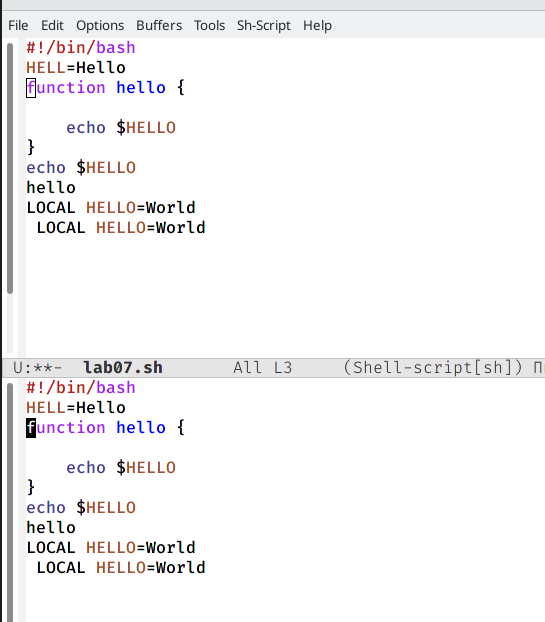 File Edit Options Buffers Tools Sh-Script Help
#!/bin/bash
HELL=Hello
function hello {
echo $HELLO
}
echo $HELLO
hello
LOCAL HELLO=World
LOCAL HELLO=World
U:**- lab07.sh All L3 (Shell-script[sh])
#!/bin/bash
HELL=Hello
function hello {
echo $HELLO
}
echo $HELLO
hello
LOCAL HELLO=World
LOCAL HELLO=World